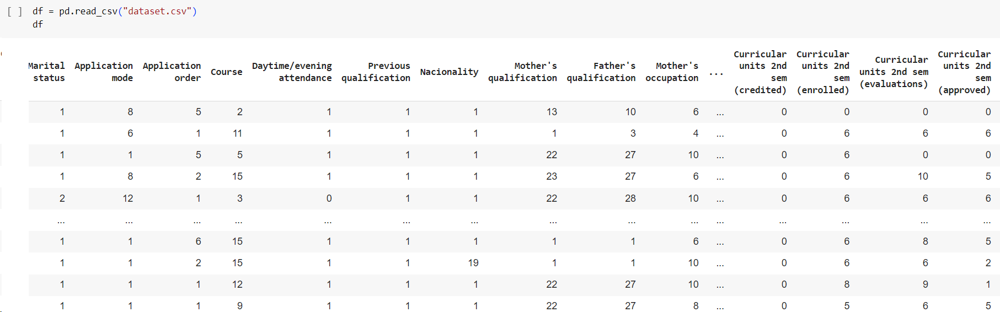 [ ] df = pd.read_csv("dataset.csv")
df
Marital status Application mode Application order Course Daytime/evening attendance Previous qualification Nacionality Mother's qualification Father's qualification Mother's occupation ... Curricular units 2nd sem (credited) Curricular units 2nd sem (enrolled) Curricular units 2nd sem (evaluations) Curricular units 2nd sem (approved)
1 8 5 2 1 1 1 13 10 6 ... 0 0 0 0
1 6 1 11 1 1 1 1 3 4 ... 0 6 6 6
1 1 5 5 1 1 1 22 27 10 ... 0 6 0 0
1 8 2 15 1 1 1 23 27 6 ... 0 6 10 5
2 12 1 3 0 1 1 22 28 10 ... 0 6 6 6
... ... ... ... ... ... ... ... ... ... ... ... ... ... ...
1 1 6 15 1 1 1 1 1 6 ... 0 6 8 5
1 1 2 15 1 1 19 1 1 10 ... 0 6 6 2
1 1 1 12 1 1 1 22 27 10 ... 0 8 9 1
1 1 1 9 1 1 1 22 27 8 ... 0 5 6 5